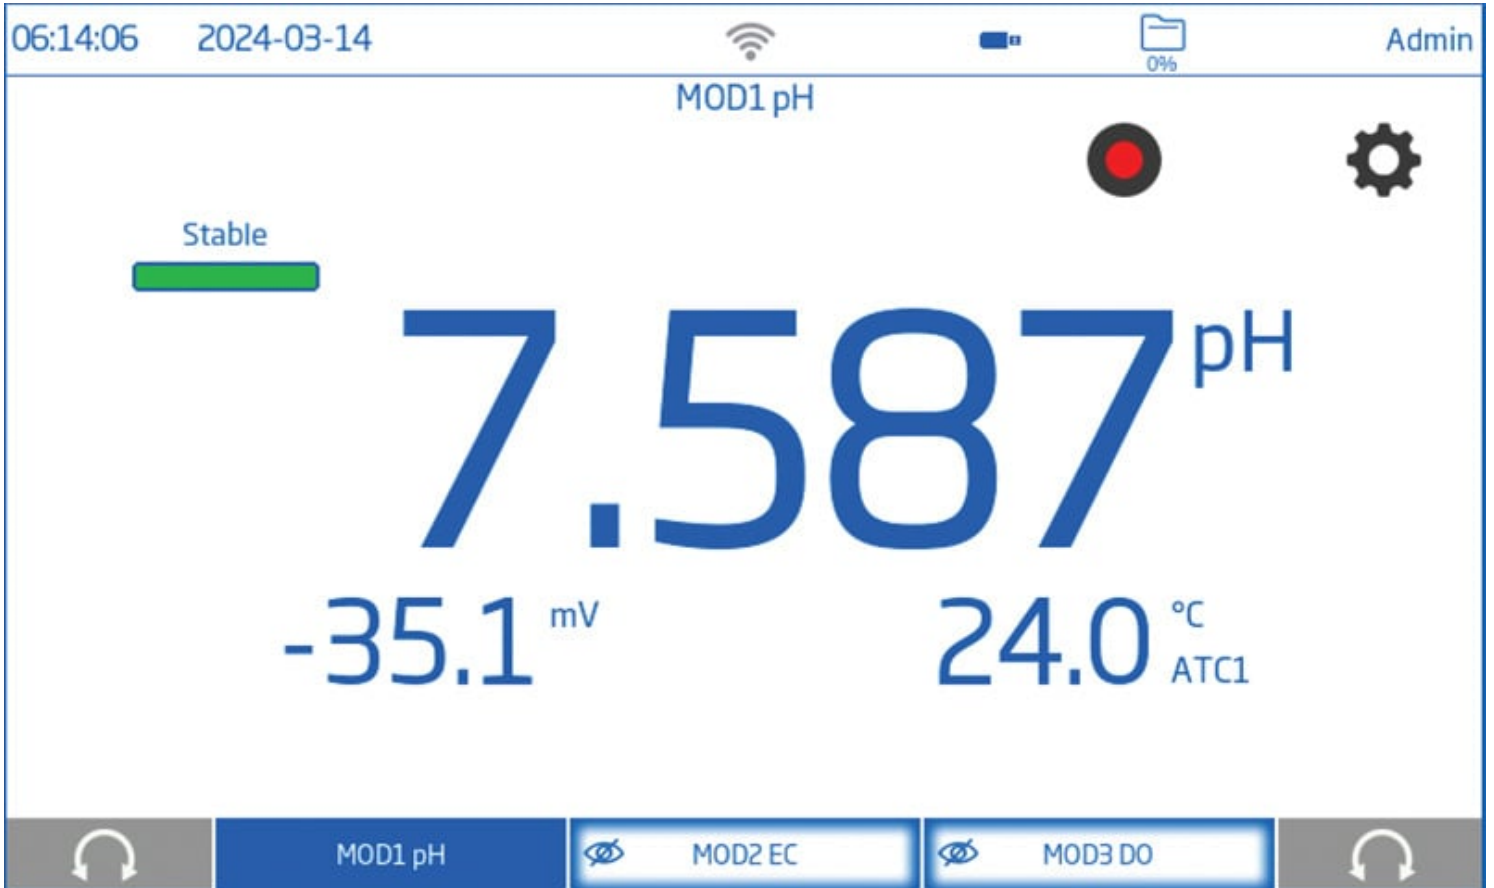 06:14:06 2024-03-14 0% Admin
MOD1 pH
Stable
7.587 pH
-35.1 mV 24.0 °C
ATC1
MOD1 pH MOD2 EC MOD3 DO